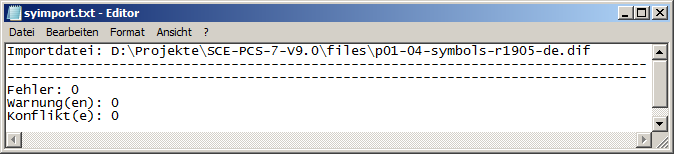 syimport.txt - Editor
Datei Bearbeiten Format Ansicht ?
Importdatei: D:\Projekte\SCE-PCS-7-V9.0\files\p01-04-symbols-r1905-de.dif
--------------------------------------------------------------------------------
--------------------------------------------------------------------------------
Fehler: 0
Warnung(en): 0
Konflikt(e): 0